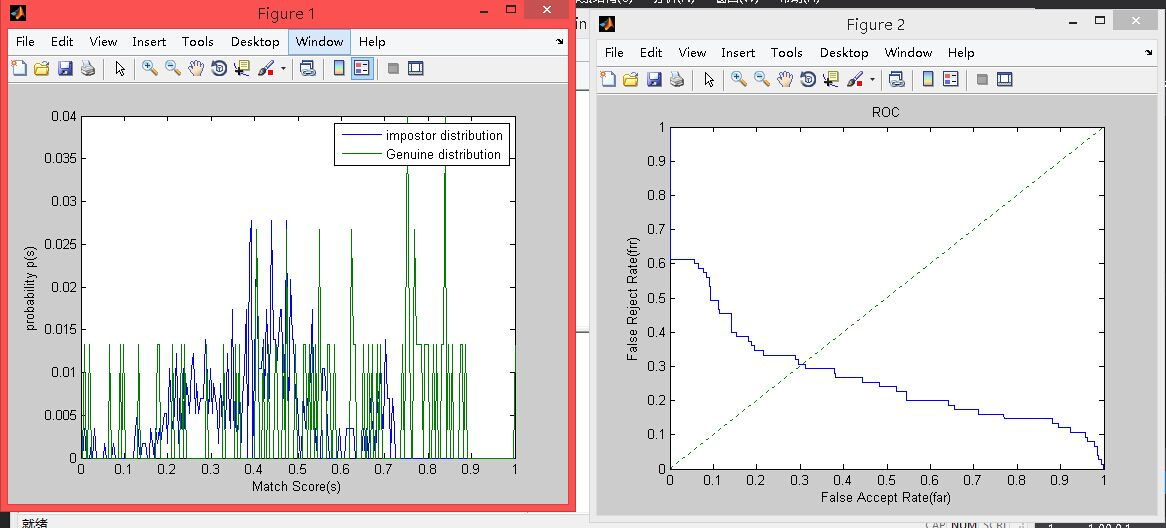 Figure 1
File Edit View Insert Tools Desktop Window Help
0.04
0.035
0.03
0.025
0.02
0.015
0.01
0.005
0
probability p(s)
impostor distribution
Genuine distribution
0 0.1 0.2 0.3 0.4 0.5 0.6 0.7 0.8 0.9 1
Match Score(s)
就绪
in
Figure 2
File Edit View Insert Tools Desktop Window Help
ROC
1
0.9
0.8
0.7
0.6
0.5
0.4
0.3
0.2
0.1
0
False Reject Rate(frr)
0 0.1 0.2 0.3 0.4 0.5 0.6 0.7 0.8 0.9 1
False Accept Rate(far)
CAP NUM SCRL